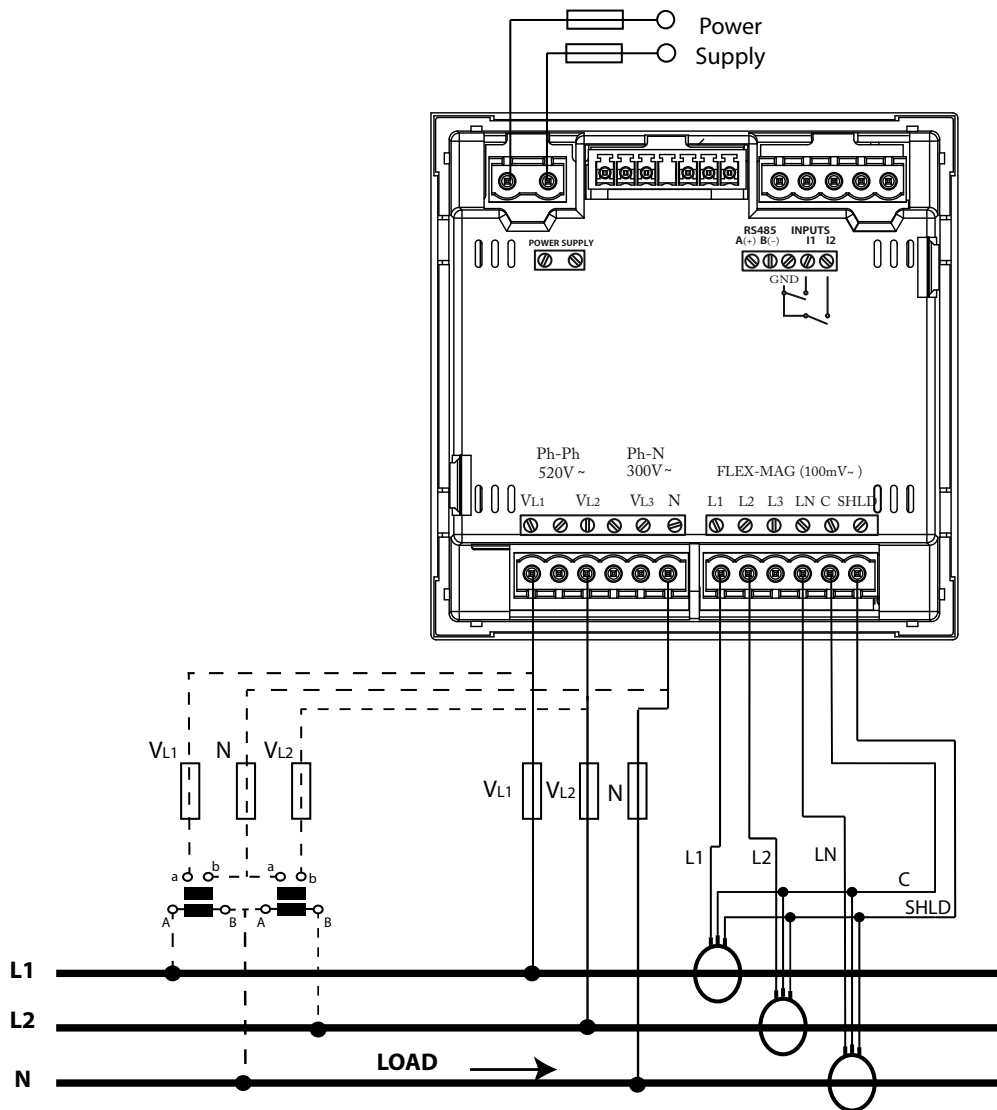 Power
Supply
RS485 INPUTS
A(+) B(-) I1 I2
POWER SUPPLY
GND
Ph-Ph Ph-N
520V ~ 300V ~ FLEX-MAG (100mV~ )
VL1 VL2 VL3 N L1 L2 L3 LN C SHLD
VL1 N VL2
VL1 VL2 N
L1 L2 LN
a b a b
C
SHLD
A B A B
L1
L2
LOAD
N